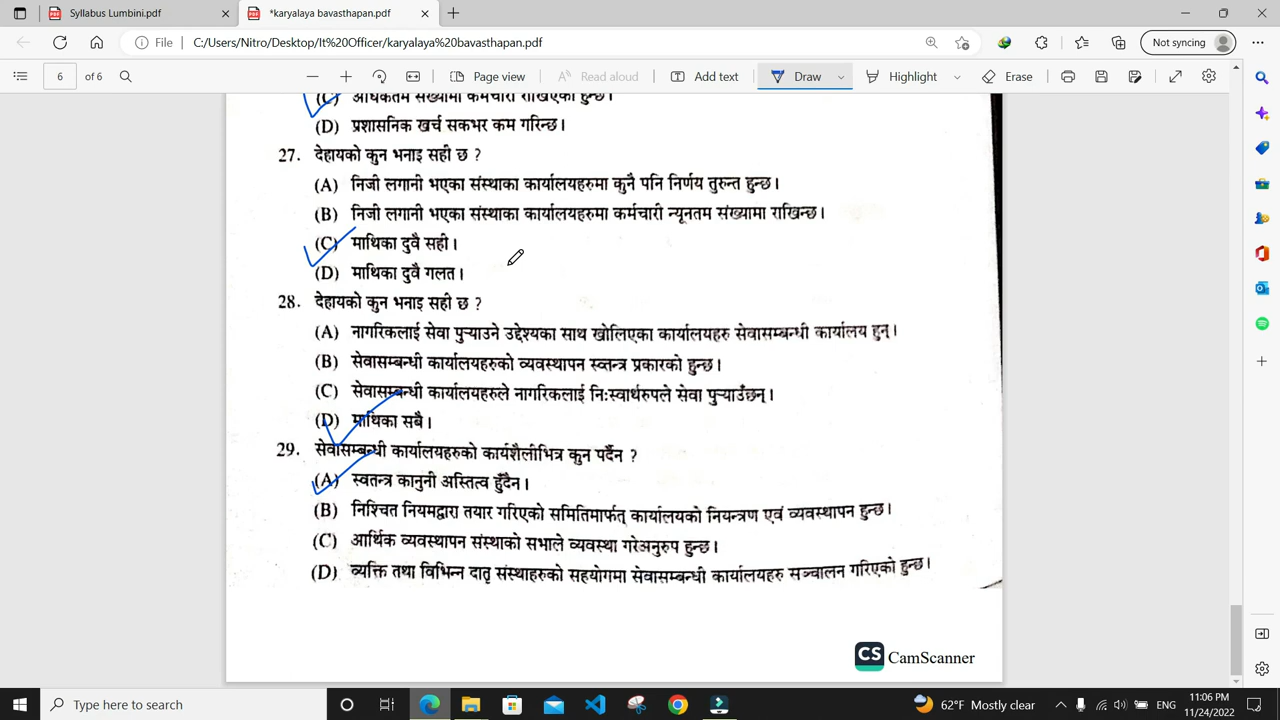 Syllabus Lumbini.pdf
*karyalaya bavasthapan.pdf
File
C:/Users/Nitro/Desktop/It%20Officer/karyalaya%20bavasthapan.pdf
Not syncing
6 of 6
Page view
Read aloud
Add text
Draw
Highlight
Erase
(C) अधिकतम संख्यामा कर्मचारी राखिएको हुन्छ।
(D) प्रशासनिक खर्च सकभर कम गरिन्छ।
27. देहायको कुन भनाइ सही छ ?
(A) निजी लगानी भएका संस्थाका कार्यालयहरुमा कुनै पनि निर्णय तुरुन्त हुन्छ।
(B) निजी लगानी भएका संस्थाका कार्यालयहरुमा कर्मचारी न्यूनतम संख्यामा राखिन्छ।
(C) माथिका दुवै सही।
(D) माथिका दुवै गलत।
28. देहायको कुन भनाइ सही छ ?
(A) नागरिकलाई सेवा पुऱ्याउने उद्देश्यका साथ खोलिएका कार्यालयहरु सेवासम्बन्धी कार्यालय हुन्।
(B) सेवासम्बन्धी कार्यालयहरुको व्यवस्थापन स्व्तन्त्र प्रकारको हुन्छ।
(C) सेवासम्बन्धी कार्यालयहरुले नागरिकलाई निःस्वार्थरुपले सेवा पुऱ्याउँछन्।
(D) माथिका सबै।
29. सेवासम्बन्धी कार्यालयहरुको कार्यशैलीभित्र कुन पर्दैन ?
(A) स्वतन्त्र कानुनी अस्तित्व हुँदैन।
(B) निश्चित नियमद्वारा तयार गरिएको समितिमार्फत् कार्यालयको नियन्त्रण एवं व्यवस्थापन हुन्छ।
(C) आर्थिक व्यवस्थापन संस्थाको सभाले व्यवस्था गरेअनुरुप हुन्छ।
(D) व्यक्ति तथा विभिन्न दातृ संस्थाहरुको सहयोगमा सेवासम्बन्धी कार्यालयहरु सञ्चालन गरिएको हुन्छ।
CS CamScanner
Type here to search
62°F Mostly clear
ENG
11:06 PM
11/24/2022